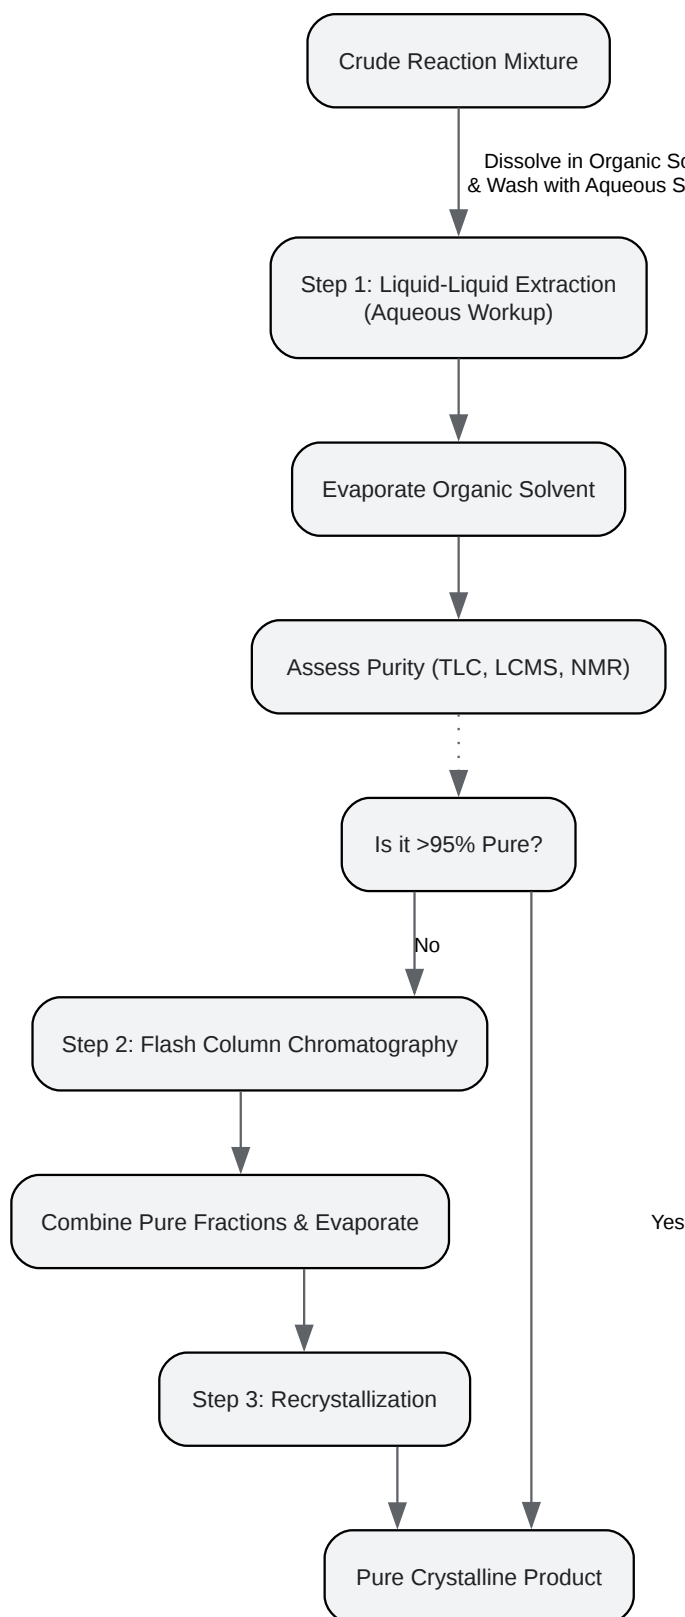 Crude Reaction Mixture
Dissolve in Organic
& Wash with Aqueous
Step 1: Liquid-Liquid Extraction
(Aqueous Workup)
Evaporate Organic Solvent
Assess Purity (TLC, LCMS, NMR)
Is it >95% Pure?
No
Step 2: Flash Column Chromatography
Combine Pure Fractions & Evaporate
Yes
Step 3: Recrystallization
Pure Crystalline Product